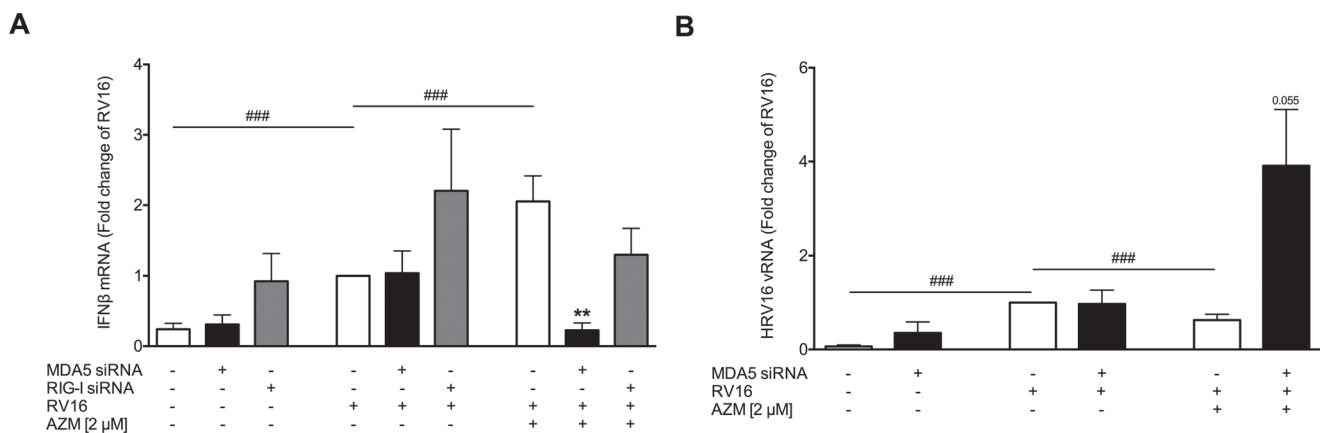 A
IFNβ mRNA (Fold change of RV16)
4
3
2
1
0
###
###
**
MDA5 siRNA - + - - + - - + -
RIG-I siRNA - - + - - + - - +
RV16 - - - + + + + + +
AZM [2 μM] - - - - - - + + +
B
HRV16 vRNA (Fold change of RV16)
6
4
2
0
###
###
0.055
MDA5 siRNA - + - + - +
RV16 - - + + + +
AZM [2 μM] - - - - + +